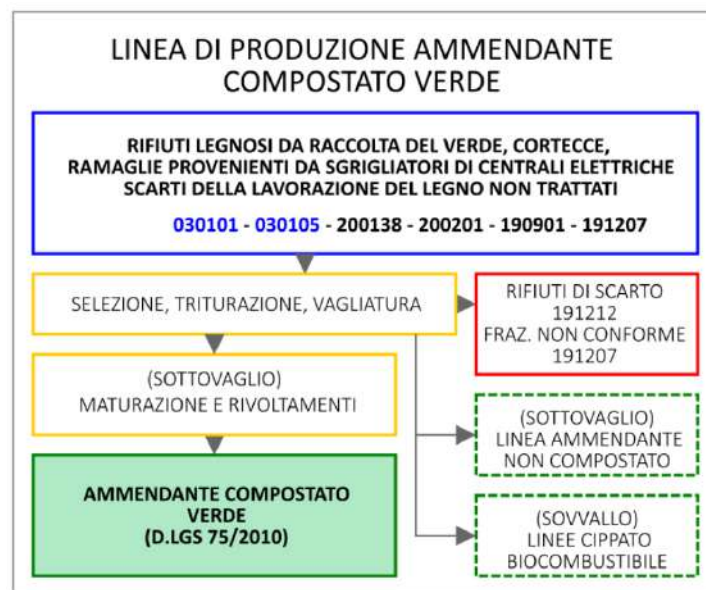 LINEA DI PRODUZIONE AMMENDANTE
COMPOSTATO VERDE
RIFIUTI LEGNOSI DA RACCOLTA DEL VERDE, CORTECCE,
RAMAGLIE PROVENIENTI DA SGRIGLIATORI DI CENTRALI ELETTRICHE
SCARTI DELLA LAVORAZIONE DEL LEGNO NON TRATTATI
030101 - 030105 - 200138 - 200201 - 190901 - 191207
SELEZIONE, TRITURAZIONE, VAGLIATURA
RIFIUTI DI SCARTO
191212
FRAZ. NON CONFORME
191207
(SOTTOVAGLIO)
MATURAZIONE E RIVOLTAMENTI
(SOTTOVAGLIO)
LINEA AMMENDANTE
NON COMPOSTATO
AMMENDANTE COMPOSTATO
VERDE
(D.LGS 75/2010)
(SOVVALLO)
LINEE CIPPATO
BIOCOMBUSTIBILE